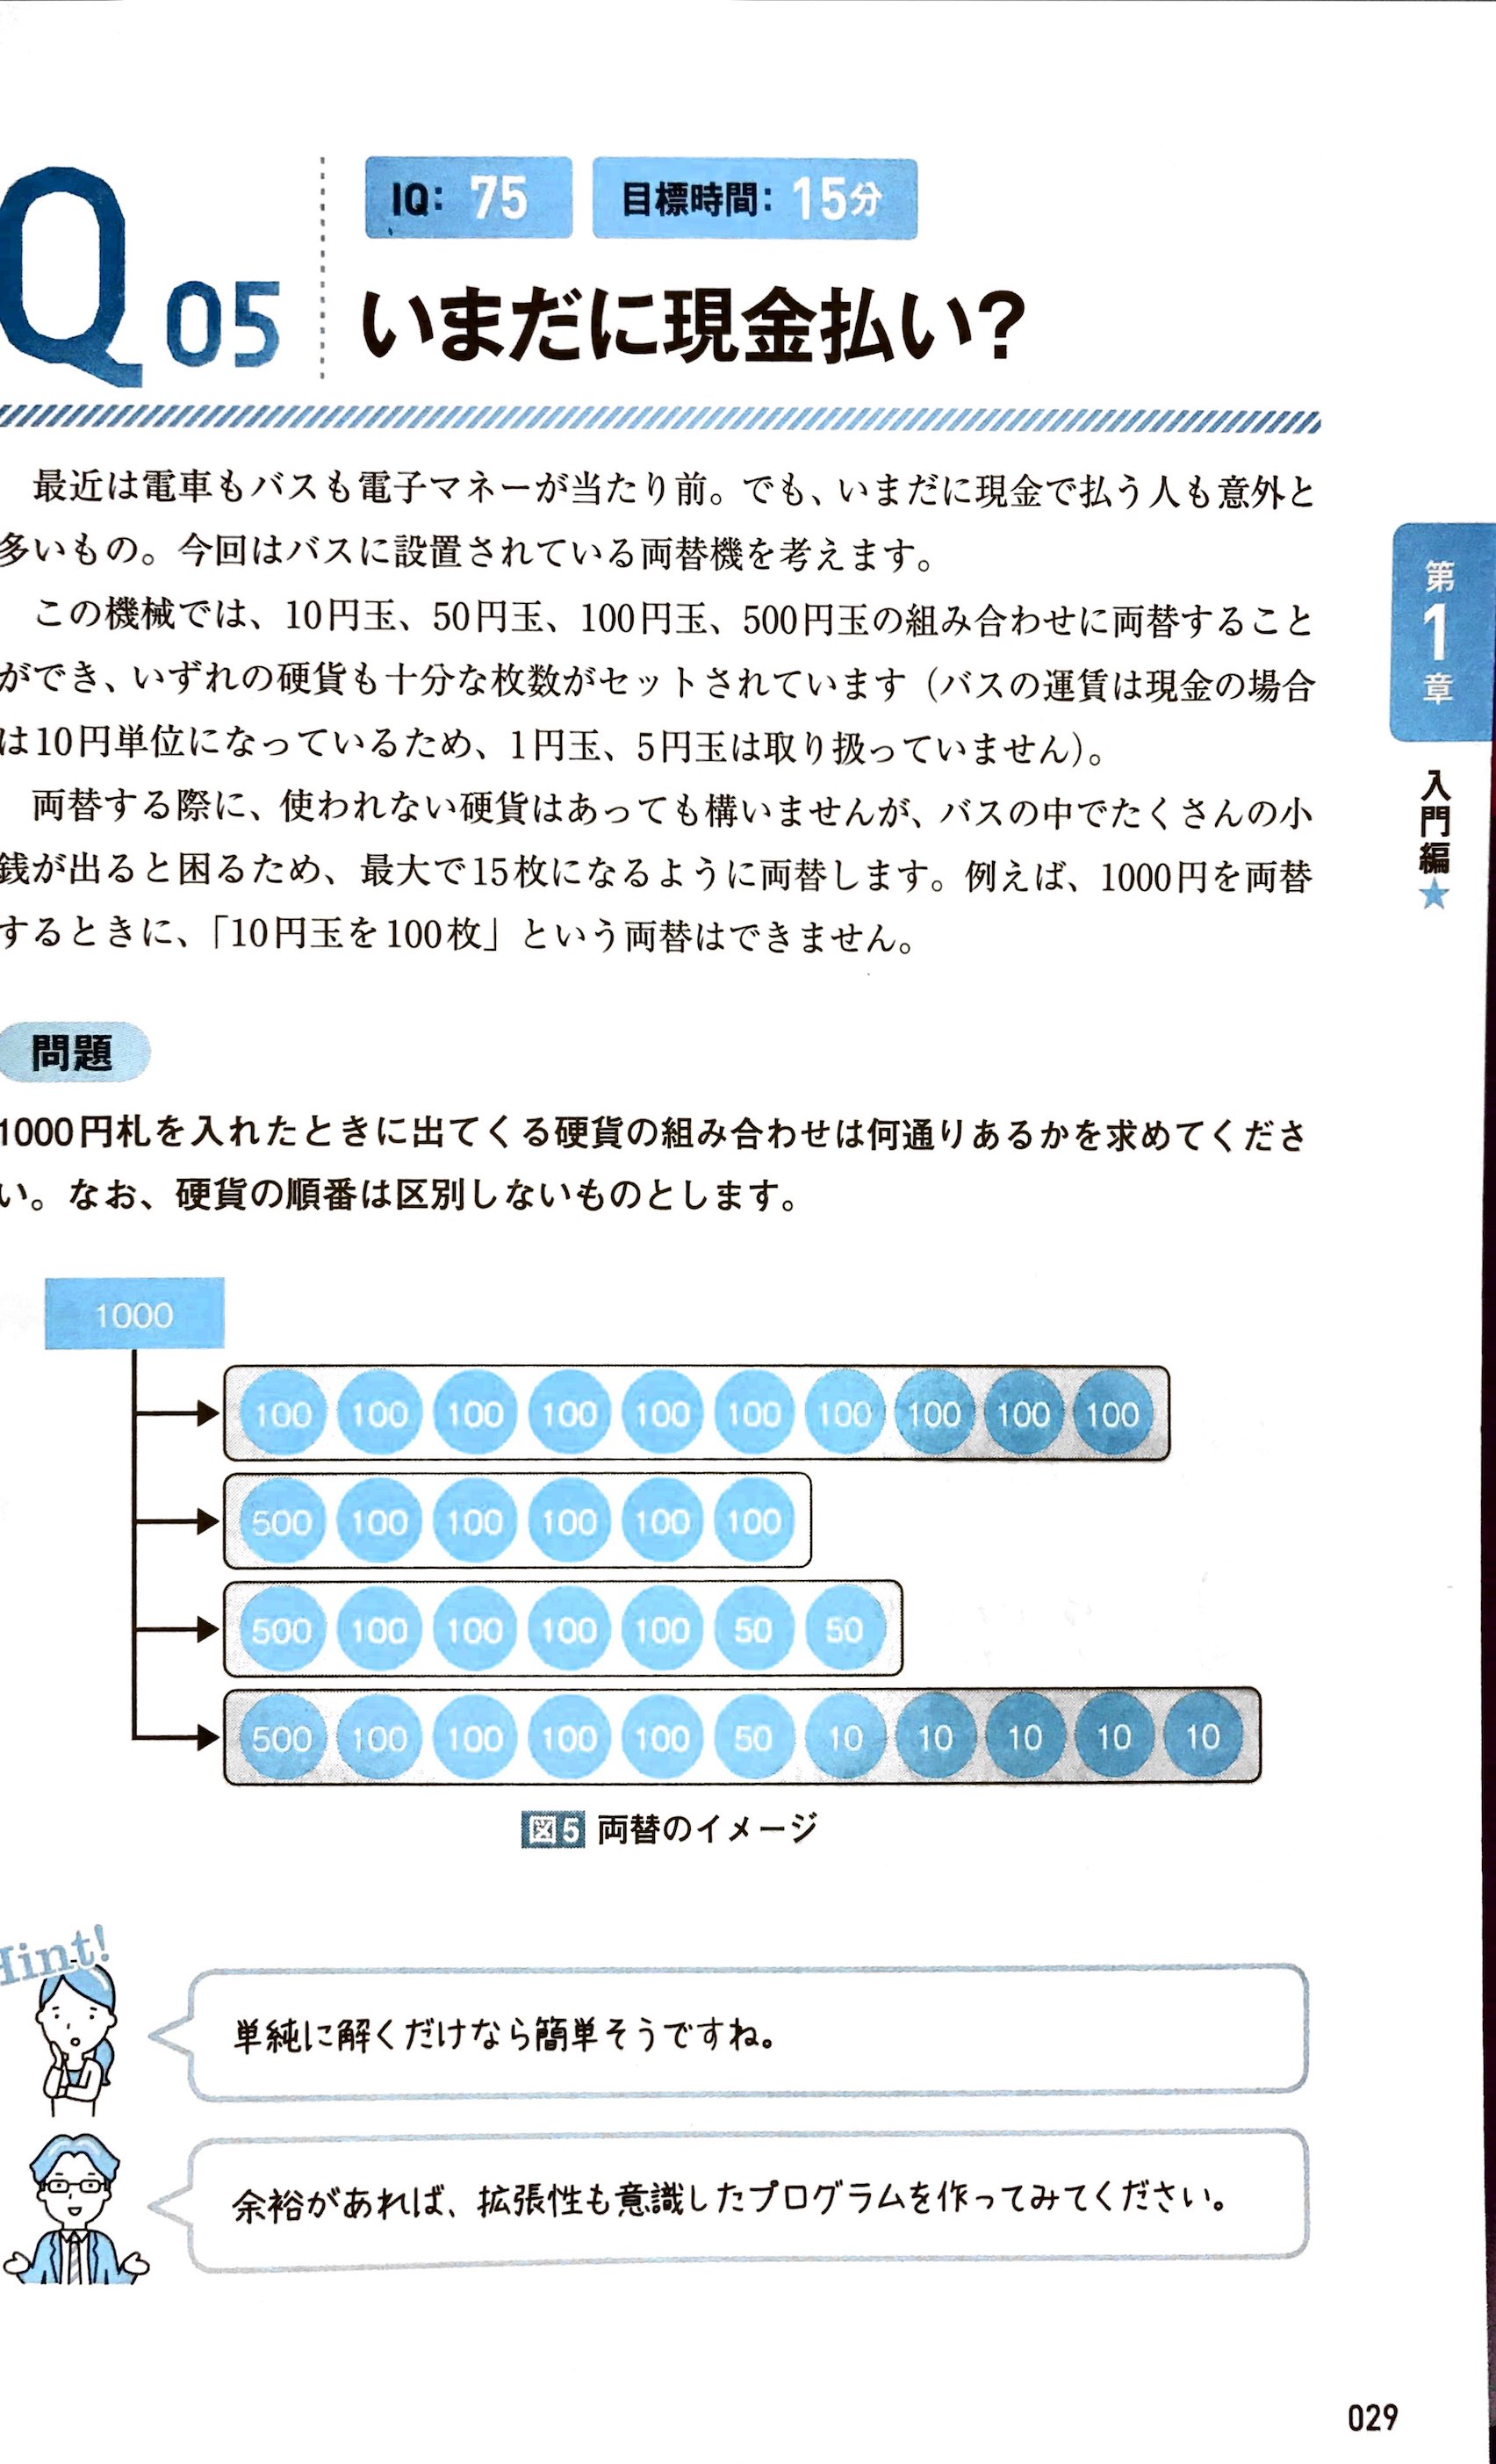 Q 05
IQ: 75 目標時間: 15分
いまだに現金払い?
最近は電車もバスも電子マネーが当たり前。でも、いまだに現金で払う人も意外と
多いもの。今回はバスに設置されている両替機を考えます。
この機械では、10円玉、50円玉、100円玉、500円玉の組み合わせに両替すること
ができ、いずれの硬貨も十分な枚数がセットされています(バスの運賃は現金の場合
は10円単位になっているため、1円玉、5円玉は取り扱っていません)。
両替する際に、使われない硬貨はあっても構いませんが、バスの中でたくさんの小
銭が出ると困るため、最大で15枚になるように両替します。例えば、1000円を両替
するときに、「10円玉を100枚」という両替はできません。
第1章
入門編★
問題
1000円札を入れたときに出てくる硬貨の組み合わせは何通りあるかを求めてくださ
い。なお、硬貨の順番は区別しないものとします。
1000
100 100 100 100 100 100 100 100 100 100
500 100 100 100 100 100
500 100 100 100 100 50 50
500 100 100 100 100 50 10 10 10 10 10
図5 両替のイメージ
Hint!
単純に解くだけなら簡単そうですね。
余裕があれば、拡張性も意識したプログラムを作ってみてください。
029